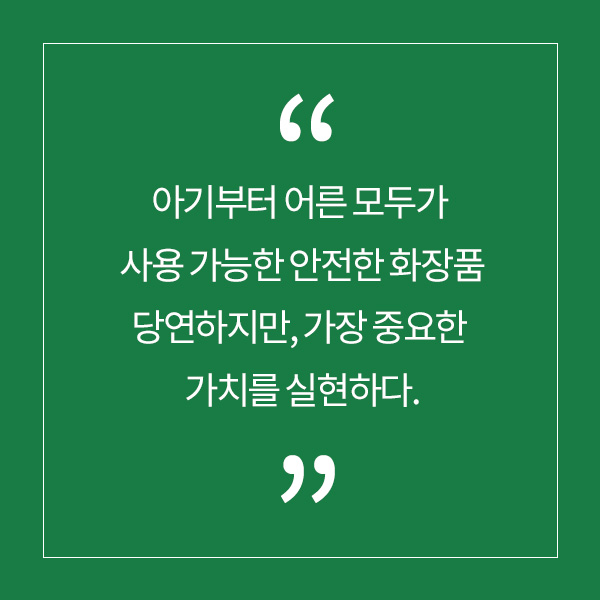 “
아기부터 어른 모두가
사용 가능한 안전한 화장품
당연하지만, 가장 중요한
가치를 실현하다.
”